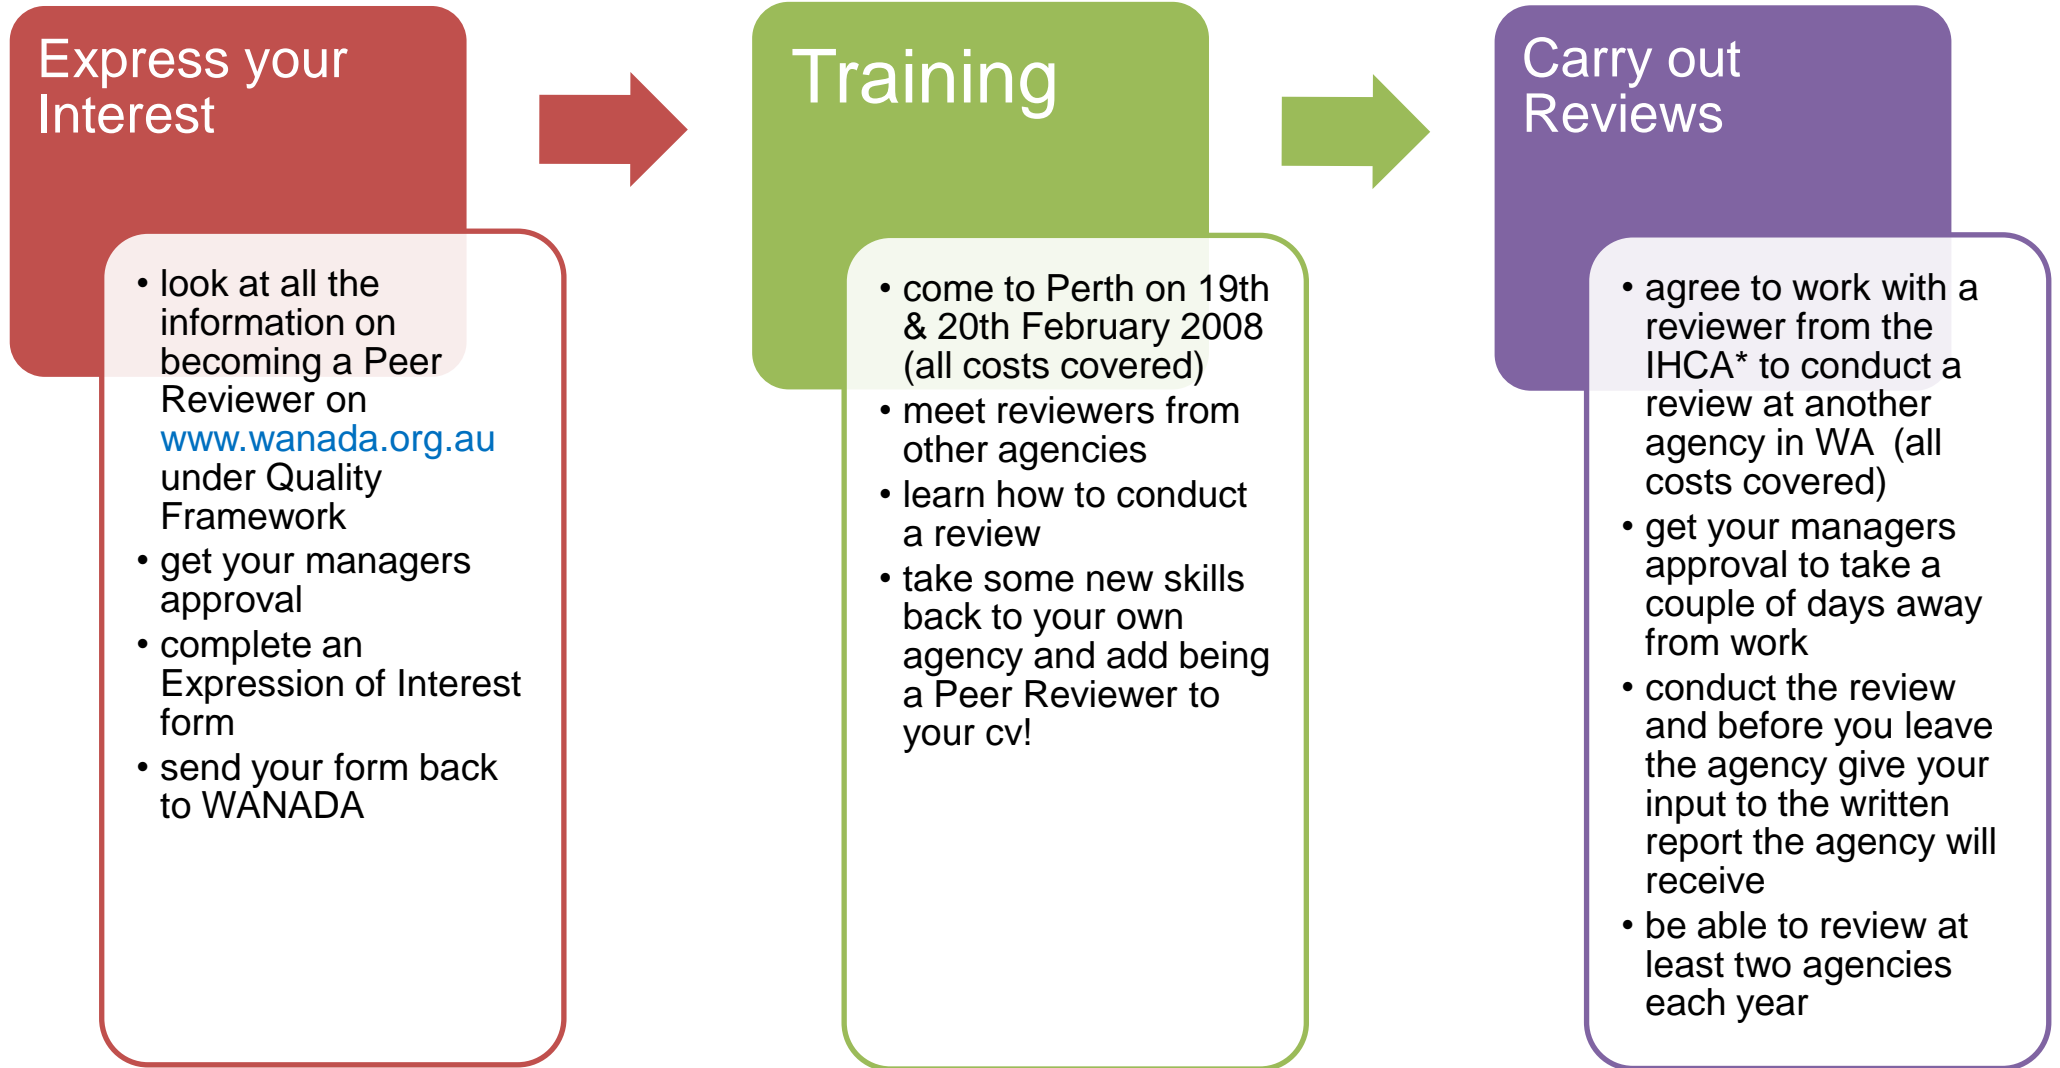 Express your
Interest
• look at all the
information on
becoming a Peer
Reviewer on
www.wanada.org.au
under Quality
Framework
• get your managers
approval
• complete an
Expression of Interest
form
• send your form back
to WANADA
Training
• come to Perth on 19th
& 20th February 2008
(all costs covered)
• meet reviewers from
other agencies
• learn how to conduct
a review
• take some new skills
back to your own
agency and add being
a Peer Reviewer to
your cv!
Carry out
Reviews
• agree to work with a
reviewer from the
IHCA* to conduct a
review at another
agency in WA  (all
costs covered)
• get your managers
approval to take a
couple of days away
from work
• conduct the review
and before you leave
the agency give your
input to the written
report the agency will
receive
• be able to review at
least two agencies
each year